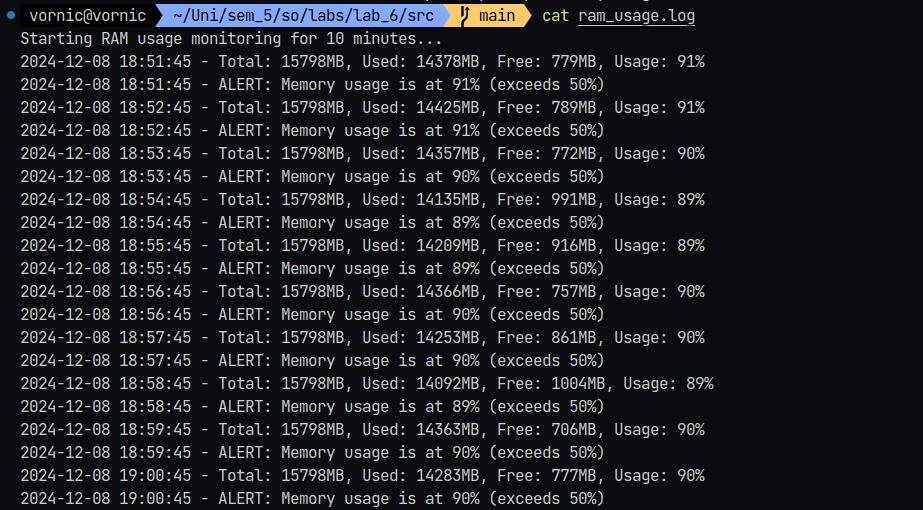 vornic@vornic ~/Uni/sem_5/so/labs/lab_6/src main cat ram_usage.log
Starting RAM usage monitoring for 10 minutes...
2024-12-08 18:51:45 - Total: 15798MB, Used: 14378MB, Free: 779MB, Usage: 91%
2024-12-08 18:51:45 - ALERT: Memory usage is at 91% (exceeds 50%)
2024-12-08 18:52:45 - Total: 15798MB, Used: 14425MB, Free: 789MB, Usage: 91%
2024-12-08 18:52:45 - ALERT: Memory usage is at 91% (exceeds 50%)
2024-12-08 18:53:45 - Total: 15798MB, Used: 14357MB, Free: 772MB, Usage: 90%
2024-12-08 18:53:45 - ALERT: Memory usage is at 90% (exceeds 50%)
2024-12-08 18:54:45 - Total: 15798MB, Used: 14135MB, Free: 991MB, Usage: 89%
2024-12-08 18:54:45 - ALERT: Memory usage is at 89% (exceeds 50%)
2024-12-08 18:55:45 - Total: 15798MB, Used: 14209MB, Free: 916MB, Usage: 89%
2024-12-08 18:55:45 - ALERT: Memory usage is at 89% (exceeds 50%)
2024-12-08 18:56:45 - Total: 15798MB, Used: 14366MB, Free: 757MB, Usage: 90%
2024-12-08 18:56:45 - ALERT: Memory usage is at 90% (exceeds 50%)
2024-12-08 18:57:45 - Total: 15798MB, Used: 14253MB, Free: 861MB, Usage: 90%
2024-12-08 18:57:45 - ALERT: Memory usage is at 90% (exceeds 50%)
2024-12-08 18:58:45 - Total: 15798MB, Used: 14092MB, Free: 1004MB, Usage: 89%
2024-12-08 18:58:45 - ALERT: Memory usage is at 89% (exceeds 50%)
2024-12-08 18:59:45 - Total: 15798MB, Used: 14363MB, Free: 706MB, Usage: 90%
2024-12-08 18:59:45 - ALERT: Memory usage is at 90% (exceeds 50%)
2024-12-08 19:00:45 - Total: 15798MB, Used: 14283MB, Free: 777MB, Usage: 90%
2024-12-08 19:00:45 - ALERT: Memory usage is at 90% (exceeds 50%)